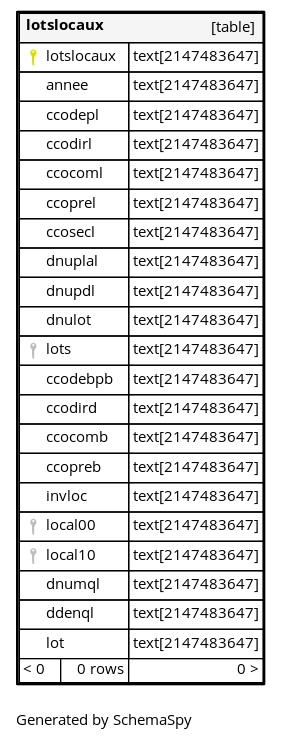 lotslocaux [table]
lotslocaux text[2147483647]
annee text[2147483647]
ccodepl text[2147483647]
ccodirl text[2147483647]
ccocoml text[2147483647]
ccoprel text[2147483647]
ccosecl text[2147483647]
dnuplal text[2147483647]
dnupdl text[2147483647]
dnulot text[2147483647]
lots text[2147483647]
ccodebpb text[2147483647]
ccodird text[2147483647]
ccocomb text[2147483647]
ccopreb text[2147483647]
invloc text[2147483647]
local00 text[2147483647]
local10 text[2147483647]
dnumql text[2147483647]
ddenql text[2147483647]
lot text[2147483647]
< 0 0 rows 0 >
Generated by SchemaSpy